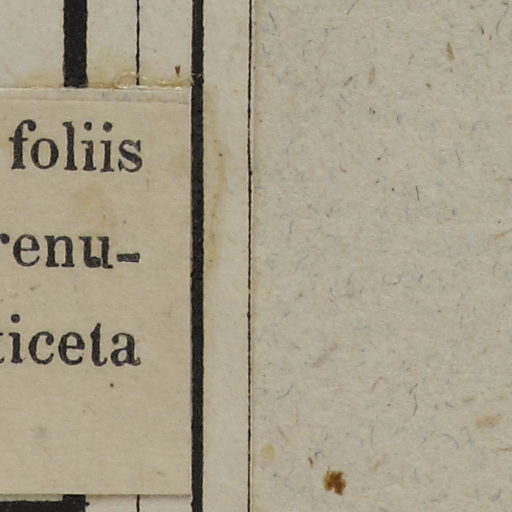 foliis
renu-
ticeta